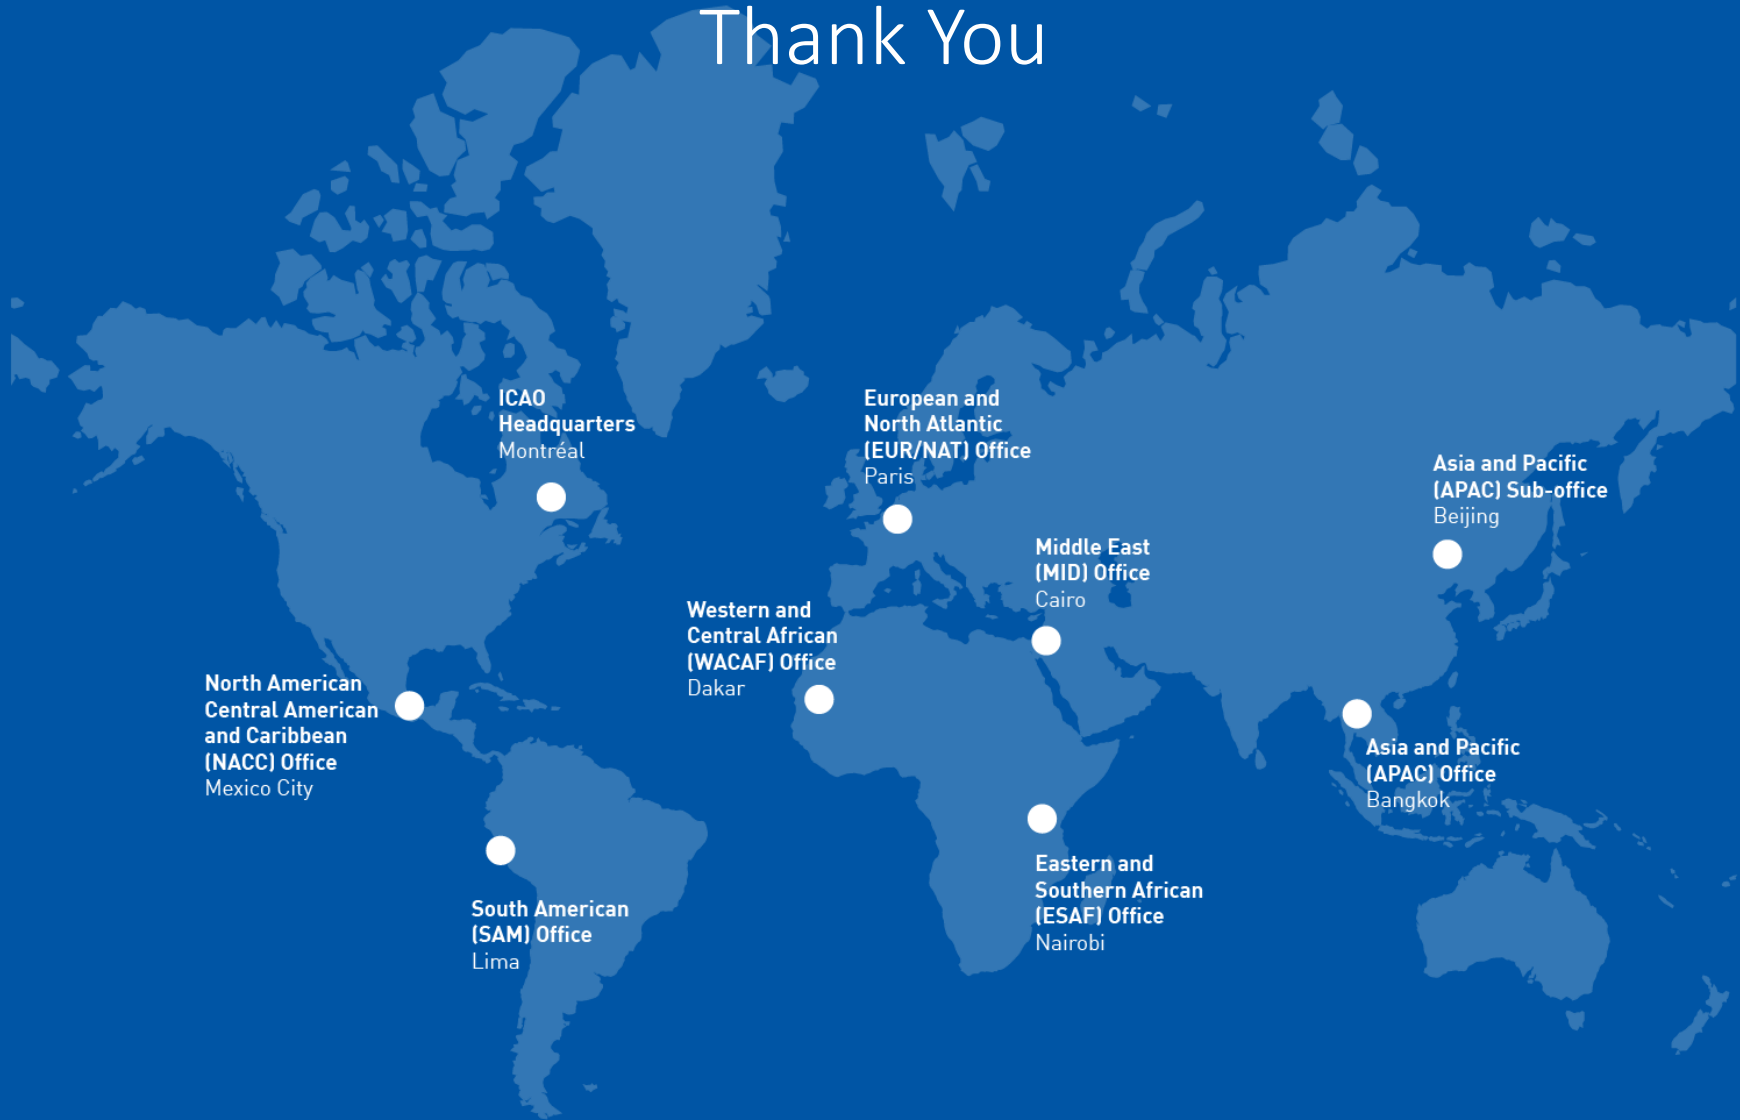 Thank You
ICAO
Headquarters
Montréal
European and
North Atlantic
(EUR/NAT) Office
Paris
Asia and Pacific
(APAC) Sub-office
Beijing
Middle East
(MID) Office
Cairo
Western and
Central African
(WACAF) Office
Dakar
North American
Central American
and Caribbean
(NACC) Office
Mexico City
Asia and Pacific
(APAC) Office
Bangkok
Eastern and
Southern African
(ESAF) Office
Nairobi
South American
(SAM) Office
Lima